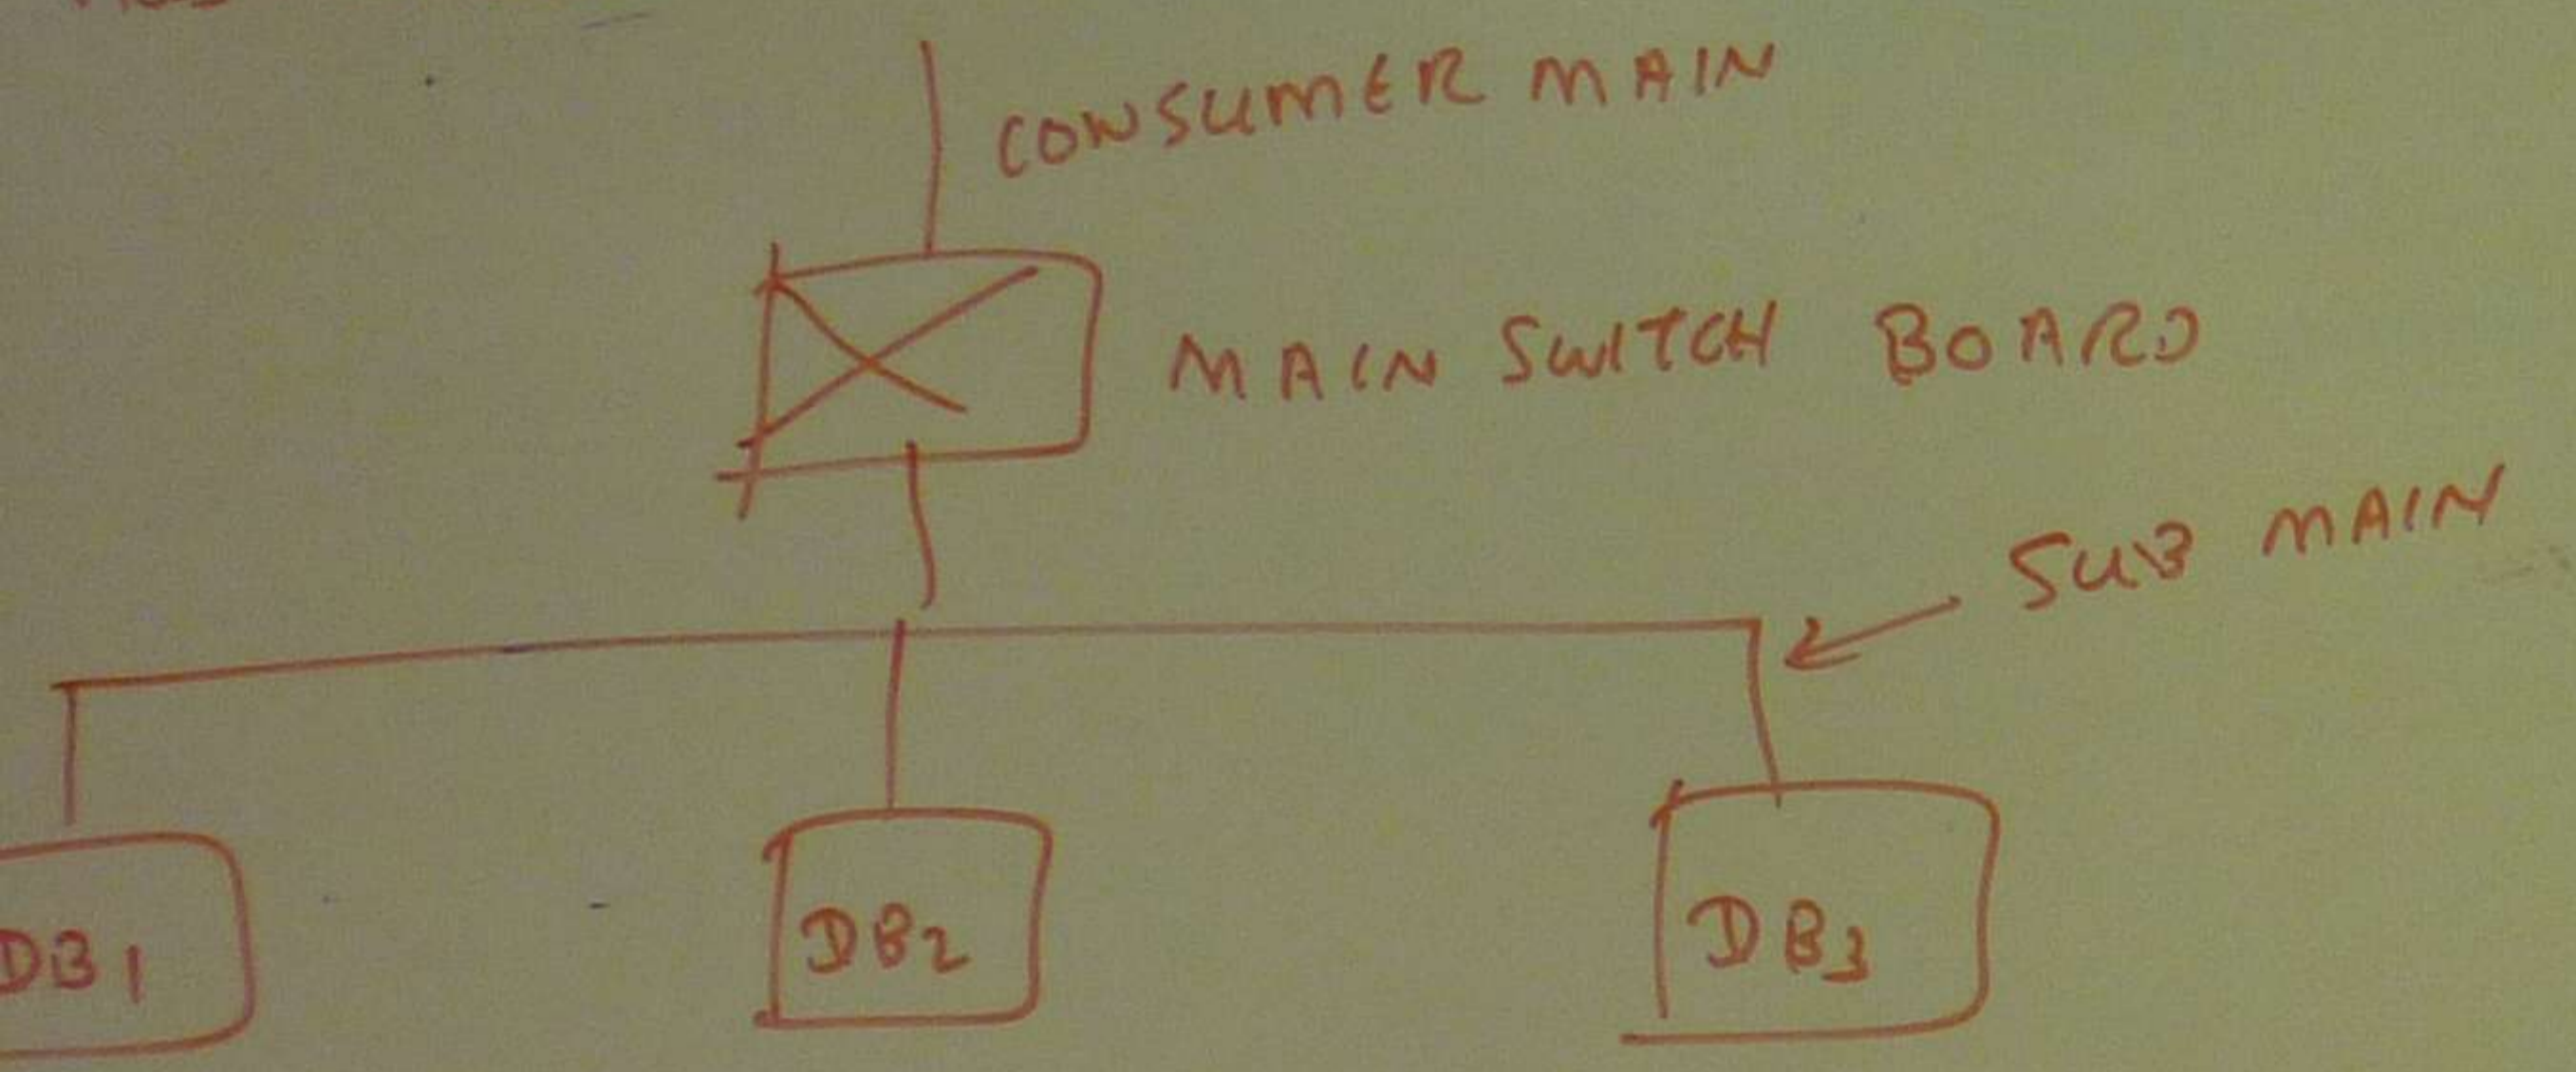 CONSUMER MAIN
MAIN SWITCH BOARD
SUB MAIN
DB1
DB2
DB3